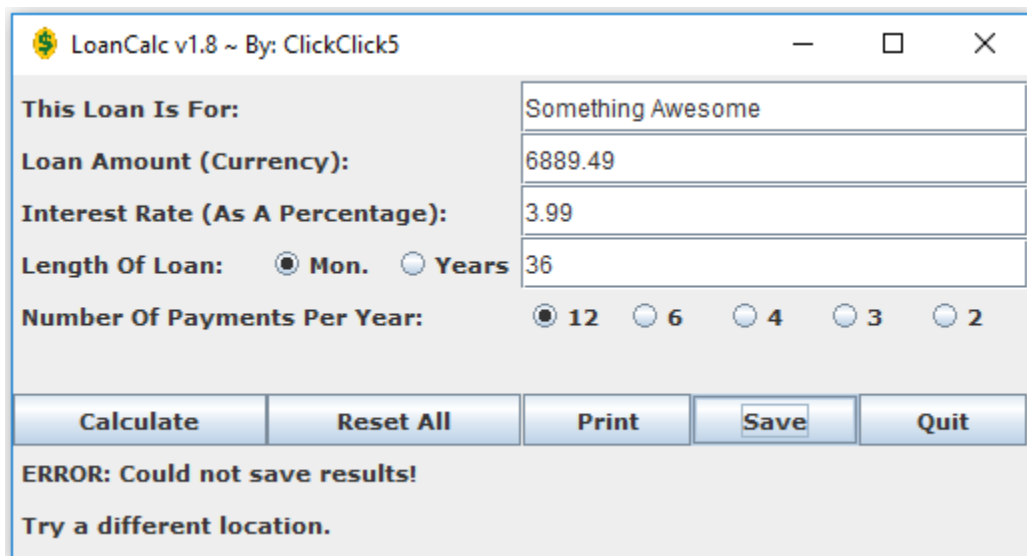 LoanCalc v1.8 ~ By: ClickClick5
This Loan Is For: Something Awesome
Loan Amount (Currency): 6889.49
Interest Rate (As A Percentage): 3.99
Length Of Loan: Mon. Years 36
Number Of Payments Per Year: 12 6 4 3 2
Calculate Reset All Print Save Quit
ERROR: Could not save results!
Try a different location.